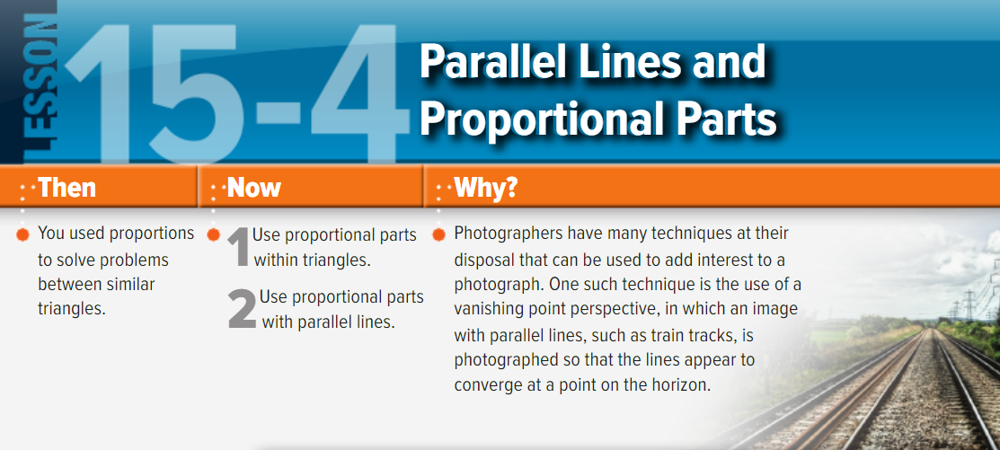 LESSON
15-4
Parallel Lines and
Proportional Parts
Then
Now
Why?
You used proportions
to solve problems
between similar
triangles.
1 Use proportional parts
within triangles.
2 Use proportional parts
with parallel lines.
Photographers have many techniques at their
disposal that can be used to add interest to a
photograph. One such technique is the use of a
vanishing point perspective, in which an image
with parallel lines, such as train tracks, is
photographed so that the lines appear to
converge at a point on the horizon.